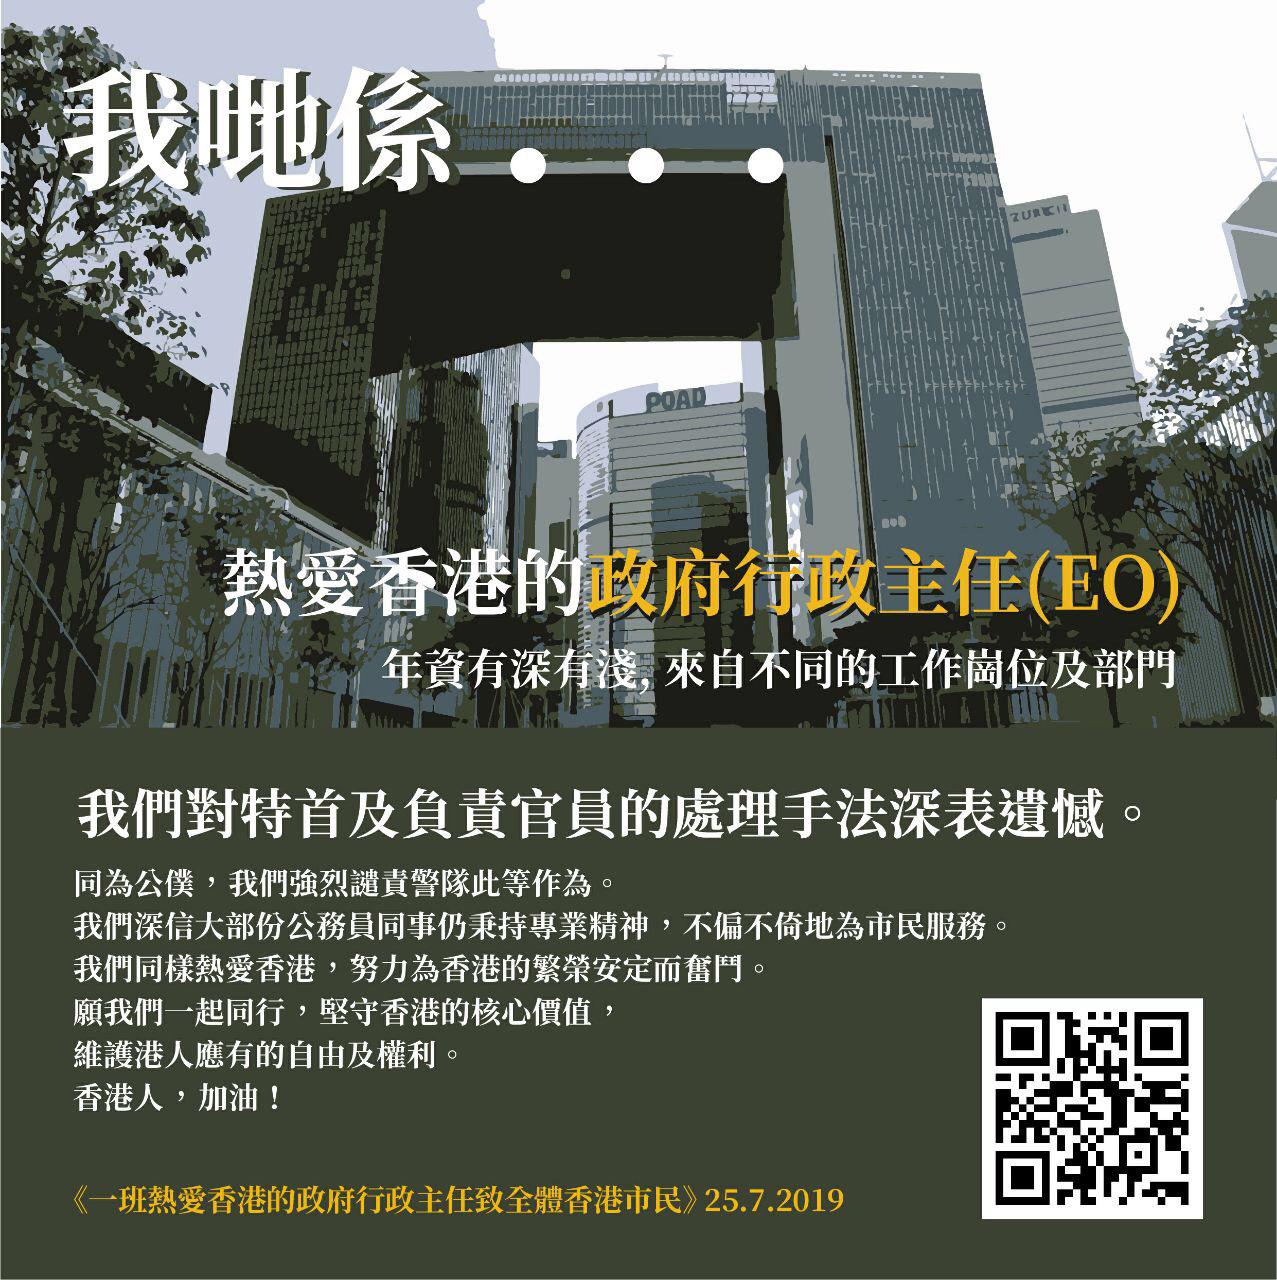 我哋係●●●
ZURICH
POAD
熱愛香港的政府行政主任(EO)
年資有深有淺, 來自不同的工作崗位及部門
我們對特首及負責官員的處理手法深表遺憾。
同為公僕，我們強烈譴責警隊此等作為。
我們深信大部份公務員同事仍秉持專業精神，不偏不倚地為市民服務。
我們同樣熱愛香港，努力為香港的繁榮安定而奮鬥。
願我們一起同行，堅守香港的核心價值，
維護港人應有的自由及權利。
香港人，加油！
《一班熱愛香港的政府行政主任致全體香港市民》25.7.2019